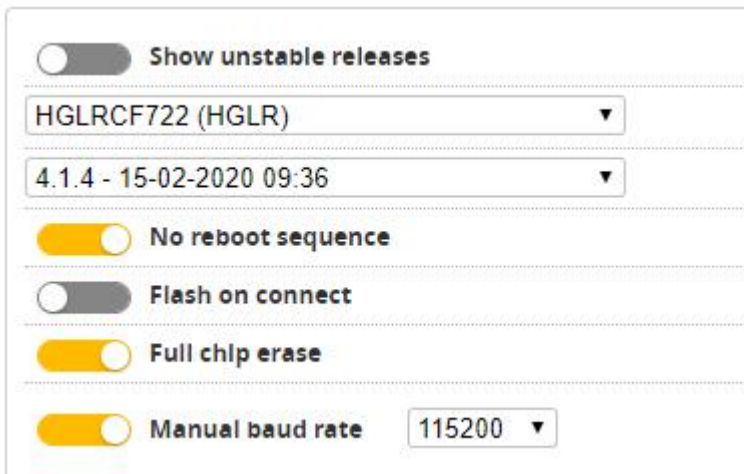 Show unstable releases
HGLRCF722 (HGLR)
4.1.4 - 15-02-2020 09:36
No reboot sequence
Flash on connect
Full chip erase
Manual baud rate 115200